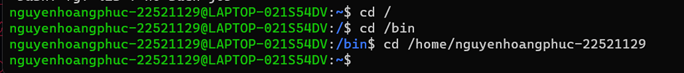 nguyenhoangphuc-22521129@LAPTOP-021S54DV:~$ cd /
nguyenhoangphuc-22521129@LAPTOP-021S54DV:/$ cd /bin
nguyenhoangphuc-22521129@LAPTOP-021S54DV:/bin$ cd /home/nguyenhoangphuc-22521129
nguyenhoangphuc-22521129@LAPTOP-021S54DV:~$